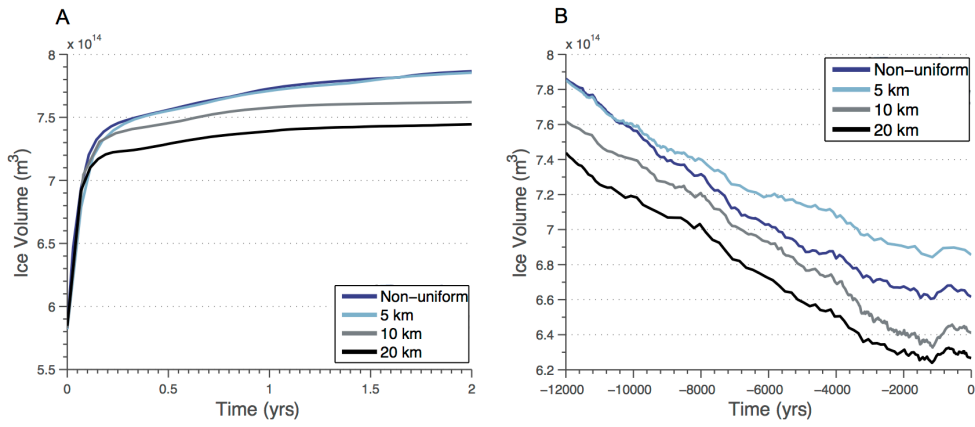 A
x 10^14
8
7.5
7
6.5
6
5.5
Ice Volume (m^3)
0 0.5 1 1.5 2
Time (yrs)
Non−uniform
5 km
10 km
20 km
B
x 10^14
8
7.8
7.6
7.4
7.2
7
6.8
6.6
6.4
6.2
Ice Volume (m^3)
−12000 −10000 −8000 −6000 −4000 −2000 0
Time (yrs)
Non−uniform
5 km
10 km
20 km